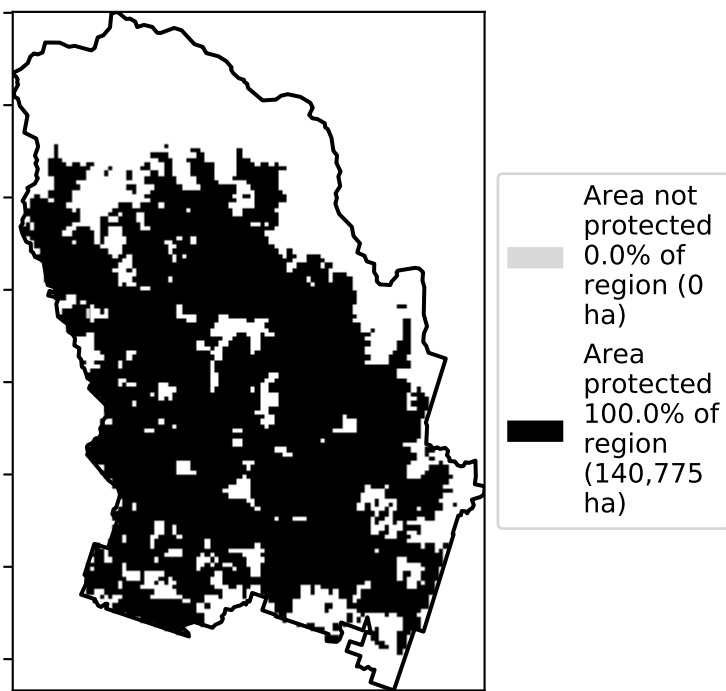 Area not
protected
0.0% of
region (0
ha)
Area
protected
100.0% of
region
(140,775
ha)